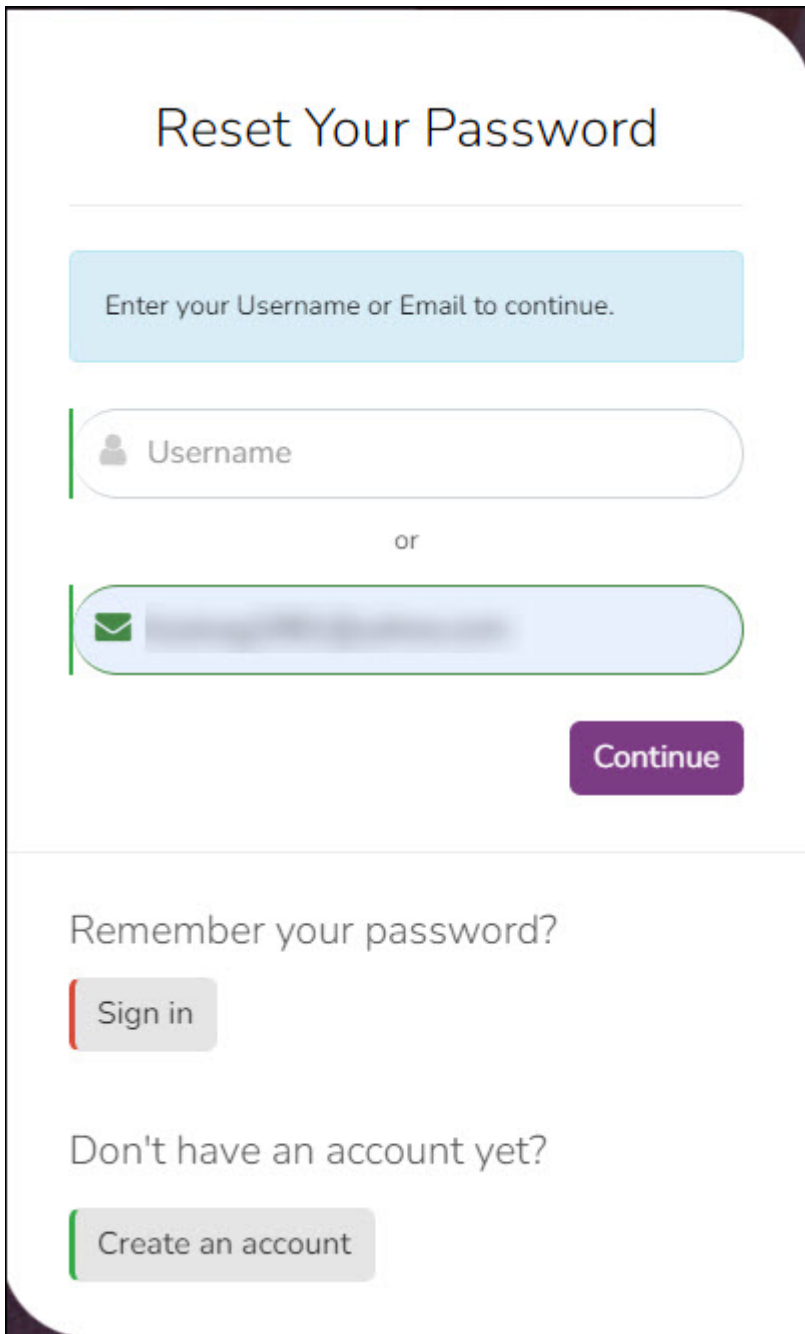 Reset Your Password
Enter your Username or Email to continue.
Username
or
Continue
Remember your password?
Sign in
Don't have an account yet?
Create an account